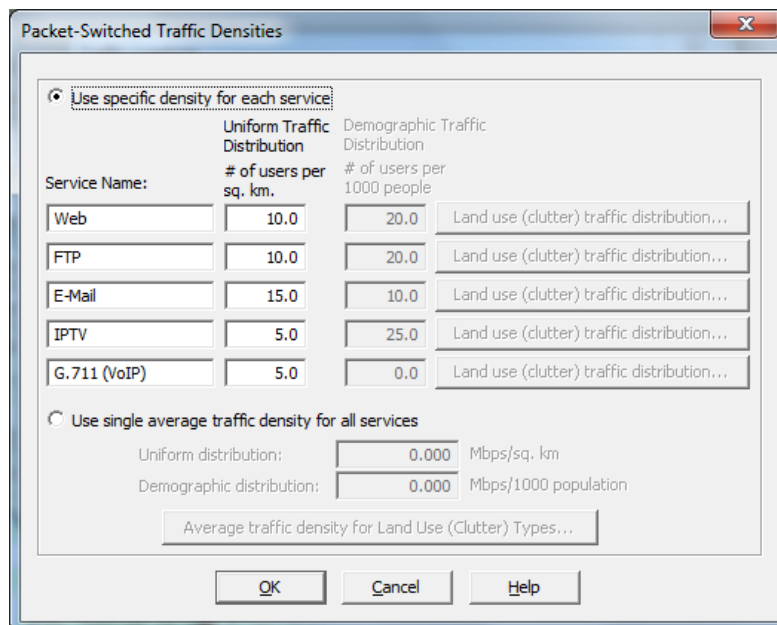 Packet-Switched Traffic Densities
Use specific density for each service
Uniform Traffic Distribution
Demographic Traffic Distribution
Service Name:
# of users per sq. km.
# of users per 1000 people
Web 10.0 20.0 Land use (clutter) traffic distribution...
FTP 10.0 20.0 Land use (clutter) traffic distribution...
E-Mail 15.0 10.0 Land use (clutter) traffic distribution...
IPTV 5.0 25.0 Land use (clutter) traffic distribution...
G.711 (VoIP) 5.0 0.0 Land use (clutter) traffic distribution...
Use single average traffic density for all services
Uniform distribution: 0.000 Mbps/sq. km
Demographic distribution: 0.000 Mbps/1000 population
Average traffic density for Land Use (Clutter) Types...
OK Cancel Help